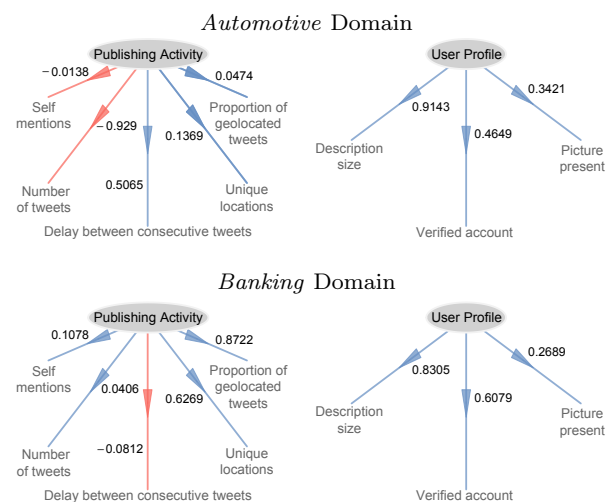 Automotive Domain
Publishing Activity
User Profile
−0.0138
0.0474
0.3421
0.9143
Self
mentions
Proportion of
geolocated
tweets
−0.929
0.1369
0.4649
Description
size
Picture
present
Number
of tweets
0.5065
Unique
locations
Delay between consecutive tweets
Verified account
Banking Domain
Publishing Activity
User Profile
0.1078
0.8722
0.2689
0.8305
Self
mentions
Proportion of
geolocated
tweets
0.0406
0.6269
0.6079
Description
size
Picture
present
Number
of tweets
−0.0812
Unique
locations
Delay between consecutive tweets
Verified account